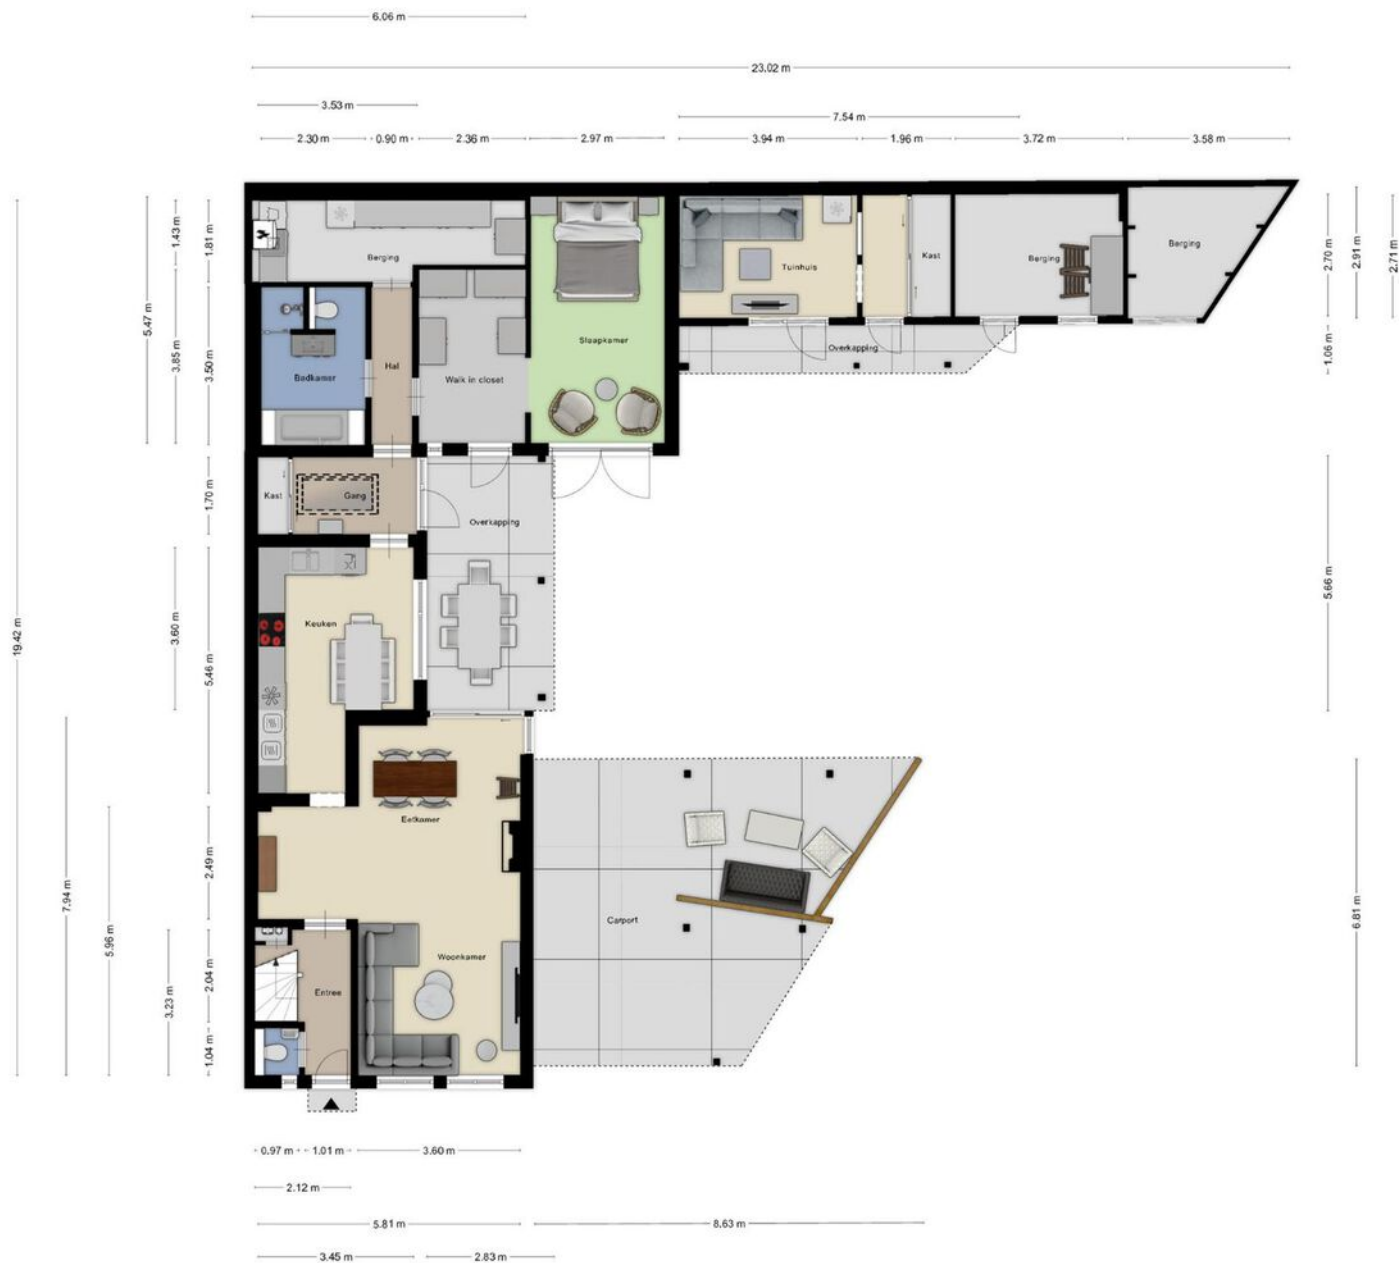 6.06 m
23.02 m
3.53 m
7.54 m
2.30 m 0.90 m 2.36 m 2.97 m 3.94 m 1.96 m 3.72 m 3.58 m
1.43 m
1.81 m
5.47 m
3.85 m
3.50 m
1.70 m
19.42 m
3.60 m
5.46 m
7.94 m
5.96 m
2.49 m
3.23 m
2.04 m
1.04 m
Berging
Tuinhuis
Kast
Berging
Berging
Slaapkamer
Overkapping
Badkamer
Hal
Walk in closet
Kast
Gang
Overkapping
Keuken
Eetkamer
Carport
Woonkamer
Entree
2.70 m
2.91 m
2.71 m
1.06 m
5.66 m
6.81 m
0.97 m 1.01 m 3.60 m
2.12 m
5.81 m 8.63 m
3.45 m 2.83 m